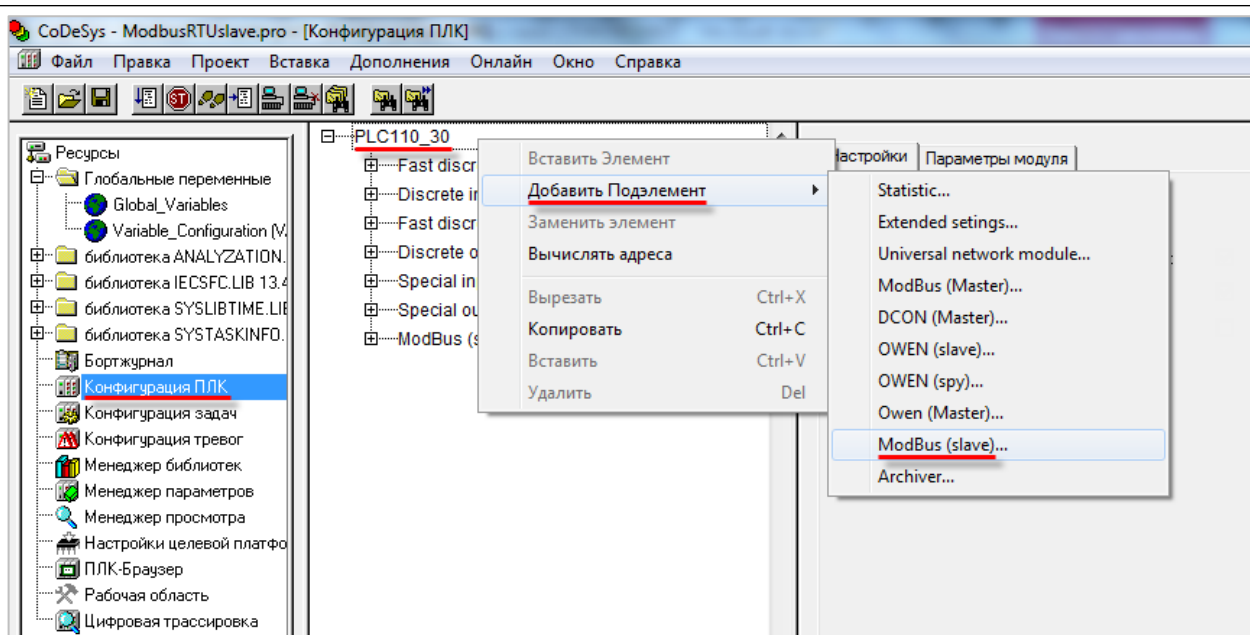 CoDeSys - ModbusRTUslave.pro - [Конфигурация ПЛК]
Файл Правка Проект Вставка Дополнения Онлайн Окно Справка
Ресурсы
Глобальные переменные
Global_Variables
Variable_Configuration (V
библиотека ANALYZATION.
библиотека IECSFC.LIB 13.4
библиотека SYSLIBTIME.LIB
библиотека SYSTASKINFO.
Бортжурнал
Конфигурация ПЛК
Конфигурация задач
Конфигурация тревог
Менеджер библиотек
Менеджер параметров
Менеджер просмотра
Настройки целевой платфо
ПЛК-Браузер
Рабочая область
Цифровая трассировка
PLC110_30
Fast discr
Discrete in
Fast discr
Discrete o
Special in
Special ou
ModBus (s
Вставить Элемент
Добавить Подэлемент
Заменить элемент
Вычислять адреса
Вырезать Ctrl+X
Копировать Ctrl+C
Вставить Ctrl+V
Удалить Del
Настройки Параметры модуля
Statistic...
Extended setings...
Universal network module...
ModBus (Master)...
DCON (Master)...
OWEN (slave)...
OWEN (spy)...
Owen (Master)...
ModBus (slave)...
Archiver...